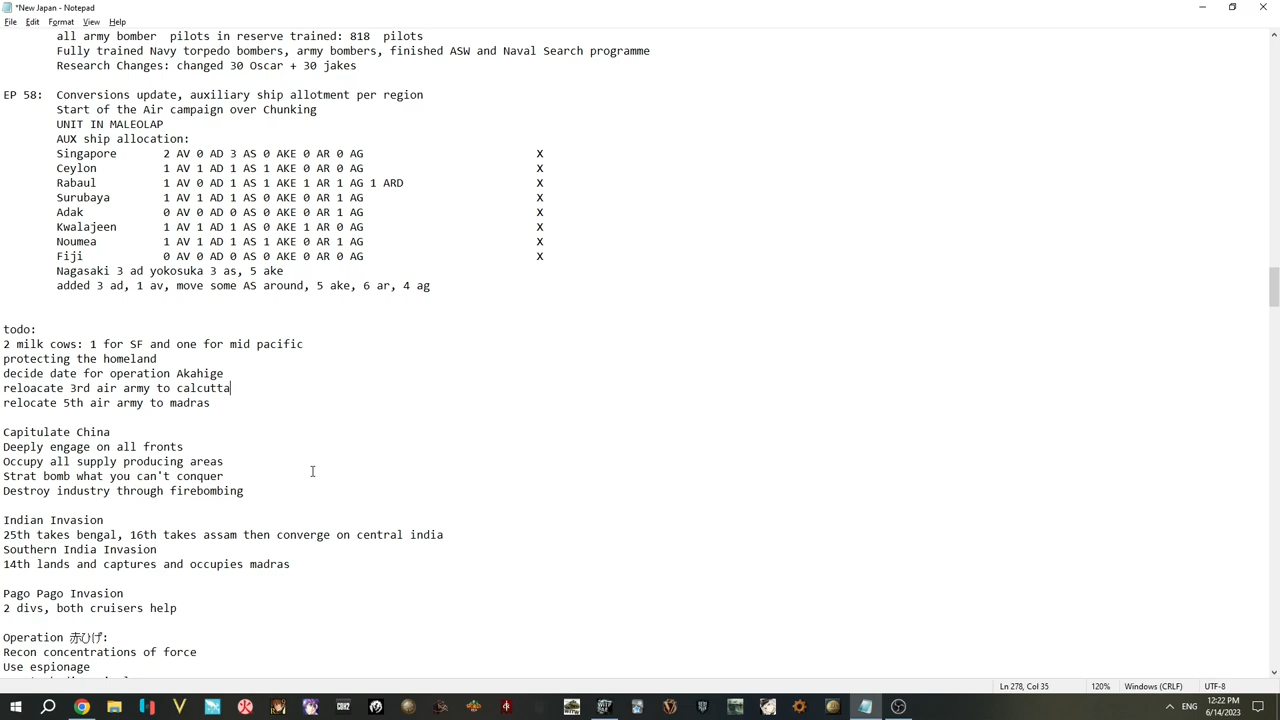 *New Japan - Notepad
File Edit Format View Help
all army bomber  pilots in reserve trained: 818  pilots
Fully trained Navy torpedo bombers, army bombers, finished ASW and Naval Search programme
Research Changes: changed 30 Oscar + 30 jakes
EP 58:  Conversions update, auxiliary ship allotment per region
Start of the Air campaign over Chunking
UNIT IN MALEOLAP
AUX ship allocation:
Singapore 2 AV 0 AD 3 AS 0 AKE 0 AR 0 AG X
Ceylon 1 AV 1 AD 1 AS 1 AKE 0 AR 0 AG X
Rabaul 1 AV 0 AD 1 AS 1 AKE 1 AR 1 AG 1 ARD X
Surubaya 1 AV 1 AD 1 AS 0 AKE 0 AR 1 AG X
Adak 0 AV 0 AD 0 AS 0 AKE 0 AR 1 AG X
Kwalajeen 1 AV 1 AD 1 AS 0 AKE 1 AR 0 AG X
Noumea 1 AV 1 AD 1 AS 1 AKE 0 AR 1 AG X
Fiji 0 AV 0 AD 0 AS 0 AKE 0 AR 0 AG X
Nagasaki 3 ad yokosuka 3 as, 5 ake
added 3 ad, 1 av, move some AS around, 5 ake, 6 ar, 4 ag
todo:
2 milk cows: 1 for SF and one for mid pacific
protecting the homeland
decide date for operation Akahige
reloacate 3rd air army to calcutta
relocate 5th air army to madras
Capitulate China
Deeply engage on all fronts
Occupy all supply producing areas
Strat bomb what you can't conquer
Destroy industry through firebombing
Indian Invasion
25th takes bengal, 16th takes assam then converge on central india
Southern India Invasion
14th lands and captures and occupies madras
Pago Pago Invasion
2 divs, both cruisers help
Operation 赤ひげ:
Recon concentrations of force
Use espionage
Ln 278, Col 35 120% Windows (CRLF) UTF-8
ENG 12:22 PM
6/14/2023